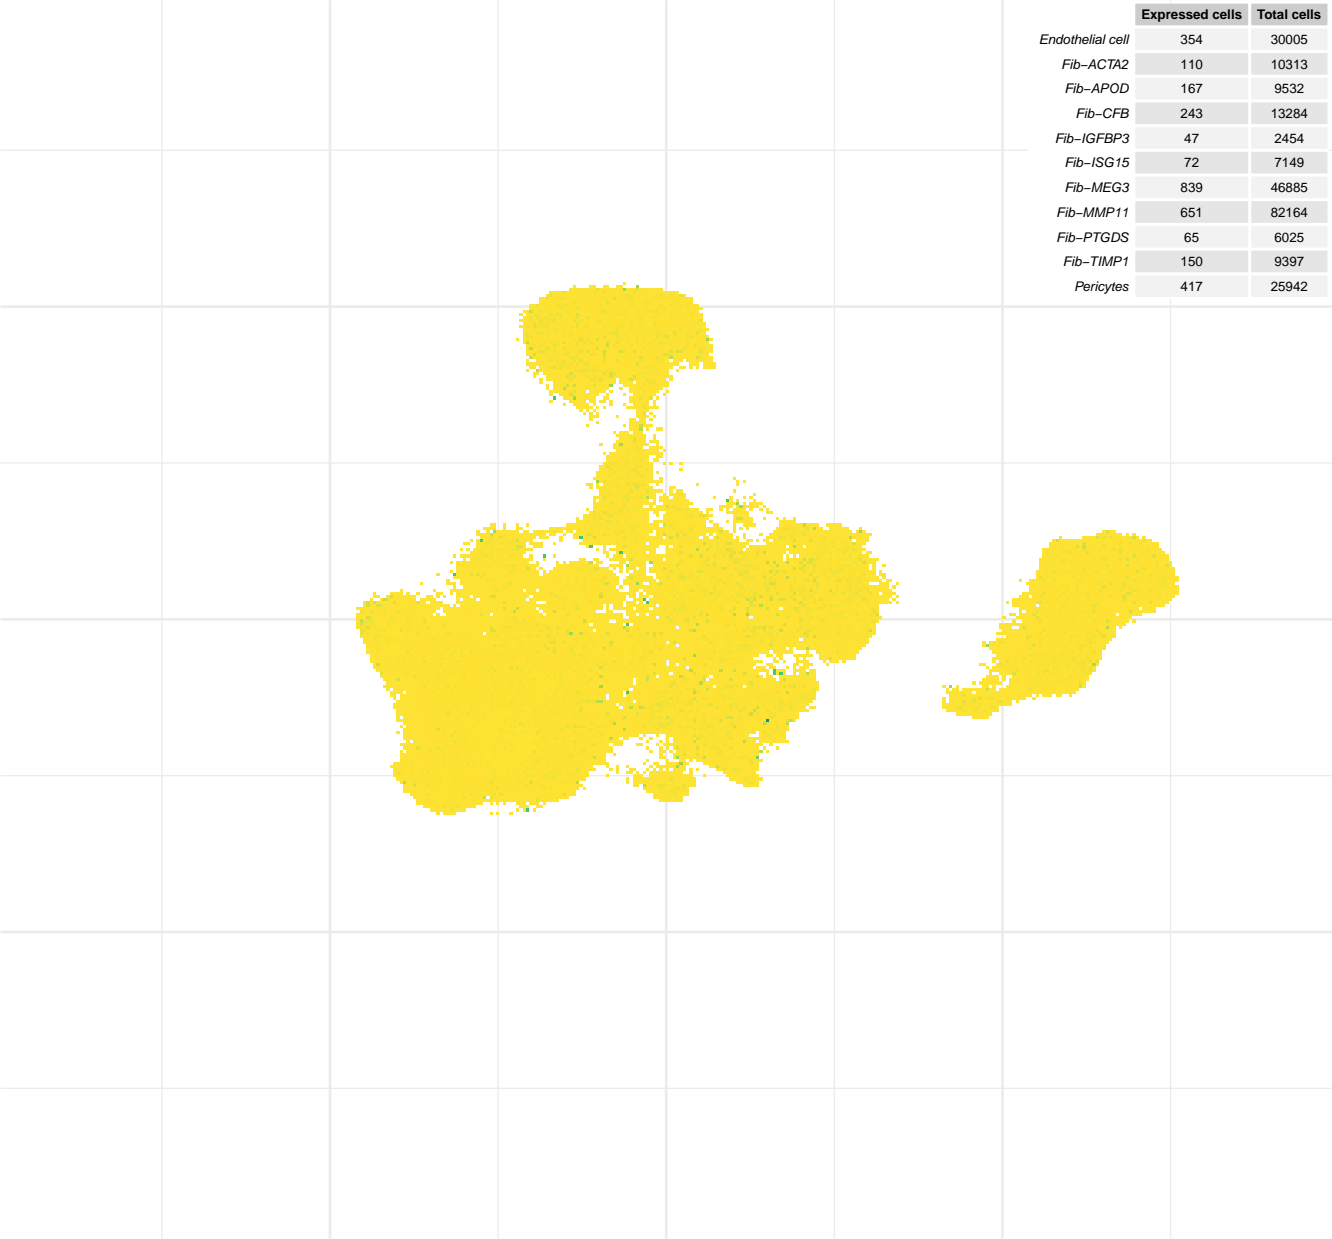 Expressed cells Total cells
Endothelial cell 354 30005
Fib−ACTA2 110 10313
Fib−APOD 167 9532
Fib−CFB 243 13284
Fib−IGFBP3 47 2454
Fib−ISG15 72 7149
Fib−MEG3 839 46885
Fib−MMP11 651 82164
Fib−PTGDS 65 6025
Fib−TIMP1 150 9397
Pericytes 417 25942